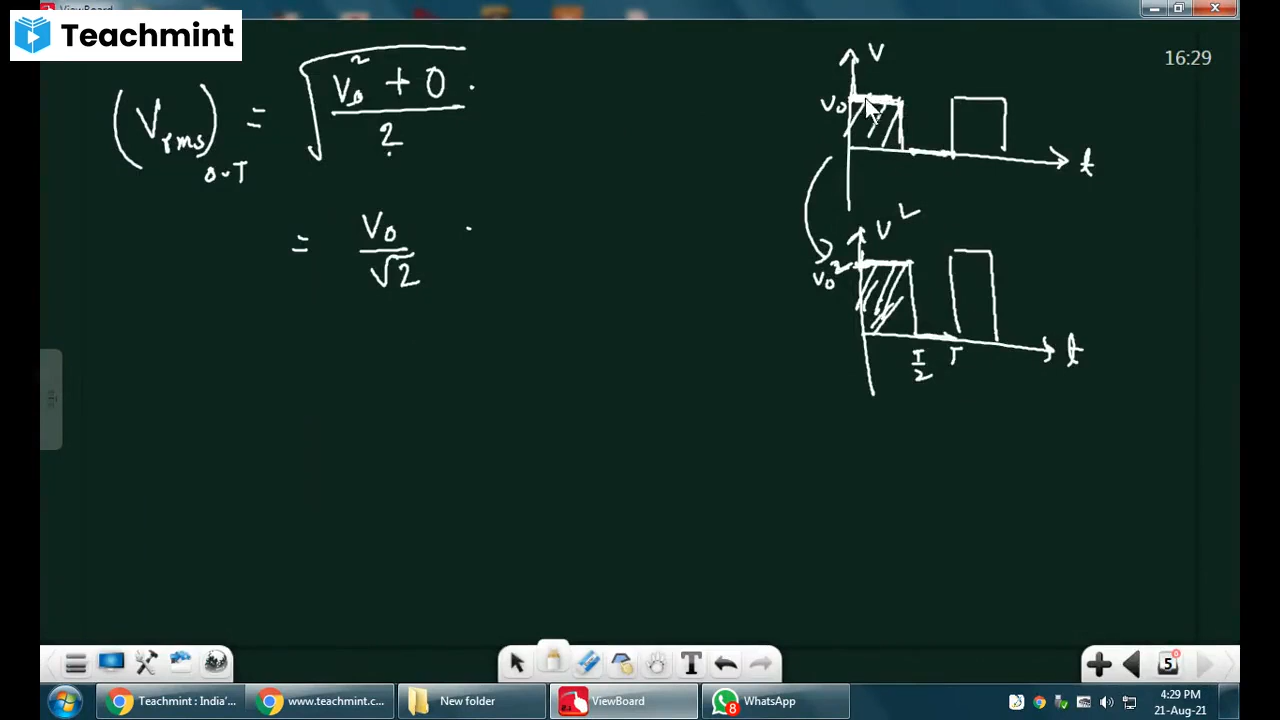 ViewBoard
Teachmint
16:29
(Vrms)0→T = √((V0² + 0)/2)
= V0/√2
V
V0
t
V²
V0²
T/2 T
t
5
T
Teachmint : India'
www.teachmint.c...
New folder
ViewBoard
8
WhatsApp
4:29 PM
21-Aug-21